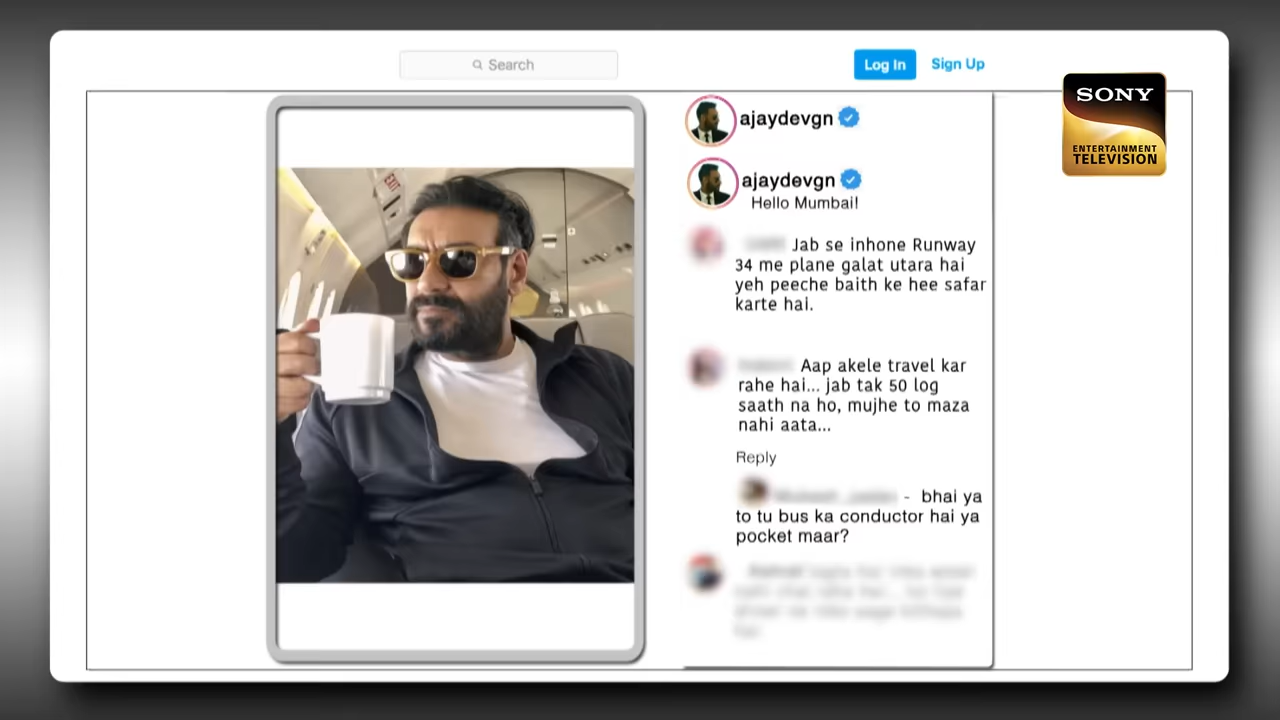 Search
Log In
Sign Up
SONY
ENTERTAINMENT
TELEVISION
ajaydevgn
ajaydevgn
Hello Mumbai!
Jab se inhone Runway
34 me plane galat utara hai
yeh peeche baith ke hee safar
karte hai.
Aap akele travel kar
rahe hai... jab tak 50 log
saath na ho, mujhe to maza
nahi aata...
Reply
- bhai ya
to tu bus ka conductor hai ya
pocket maar?